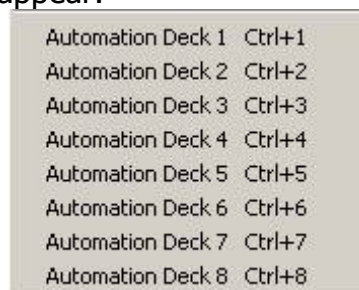 appear:
Automation Deck 1 Ctrl+1
Automation Deck 2 Ctrl+2
Automation Deck 3 Ctrl+3
Automation Deck 4 Ctrl+4
Automation Deck 5 Ctrl+5
Automation Deck 6 Ctrl+6
Automation Deck 7 Ctrl+7
Automation Deck 8 Ctrl+8